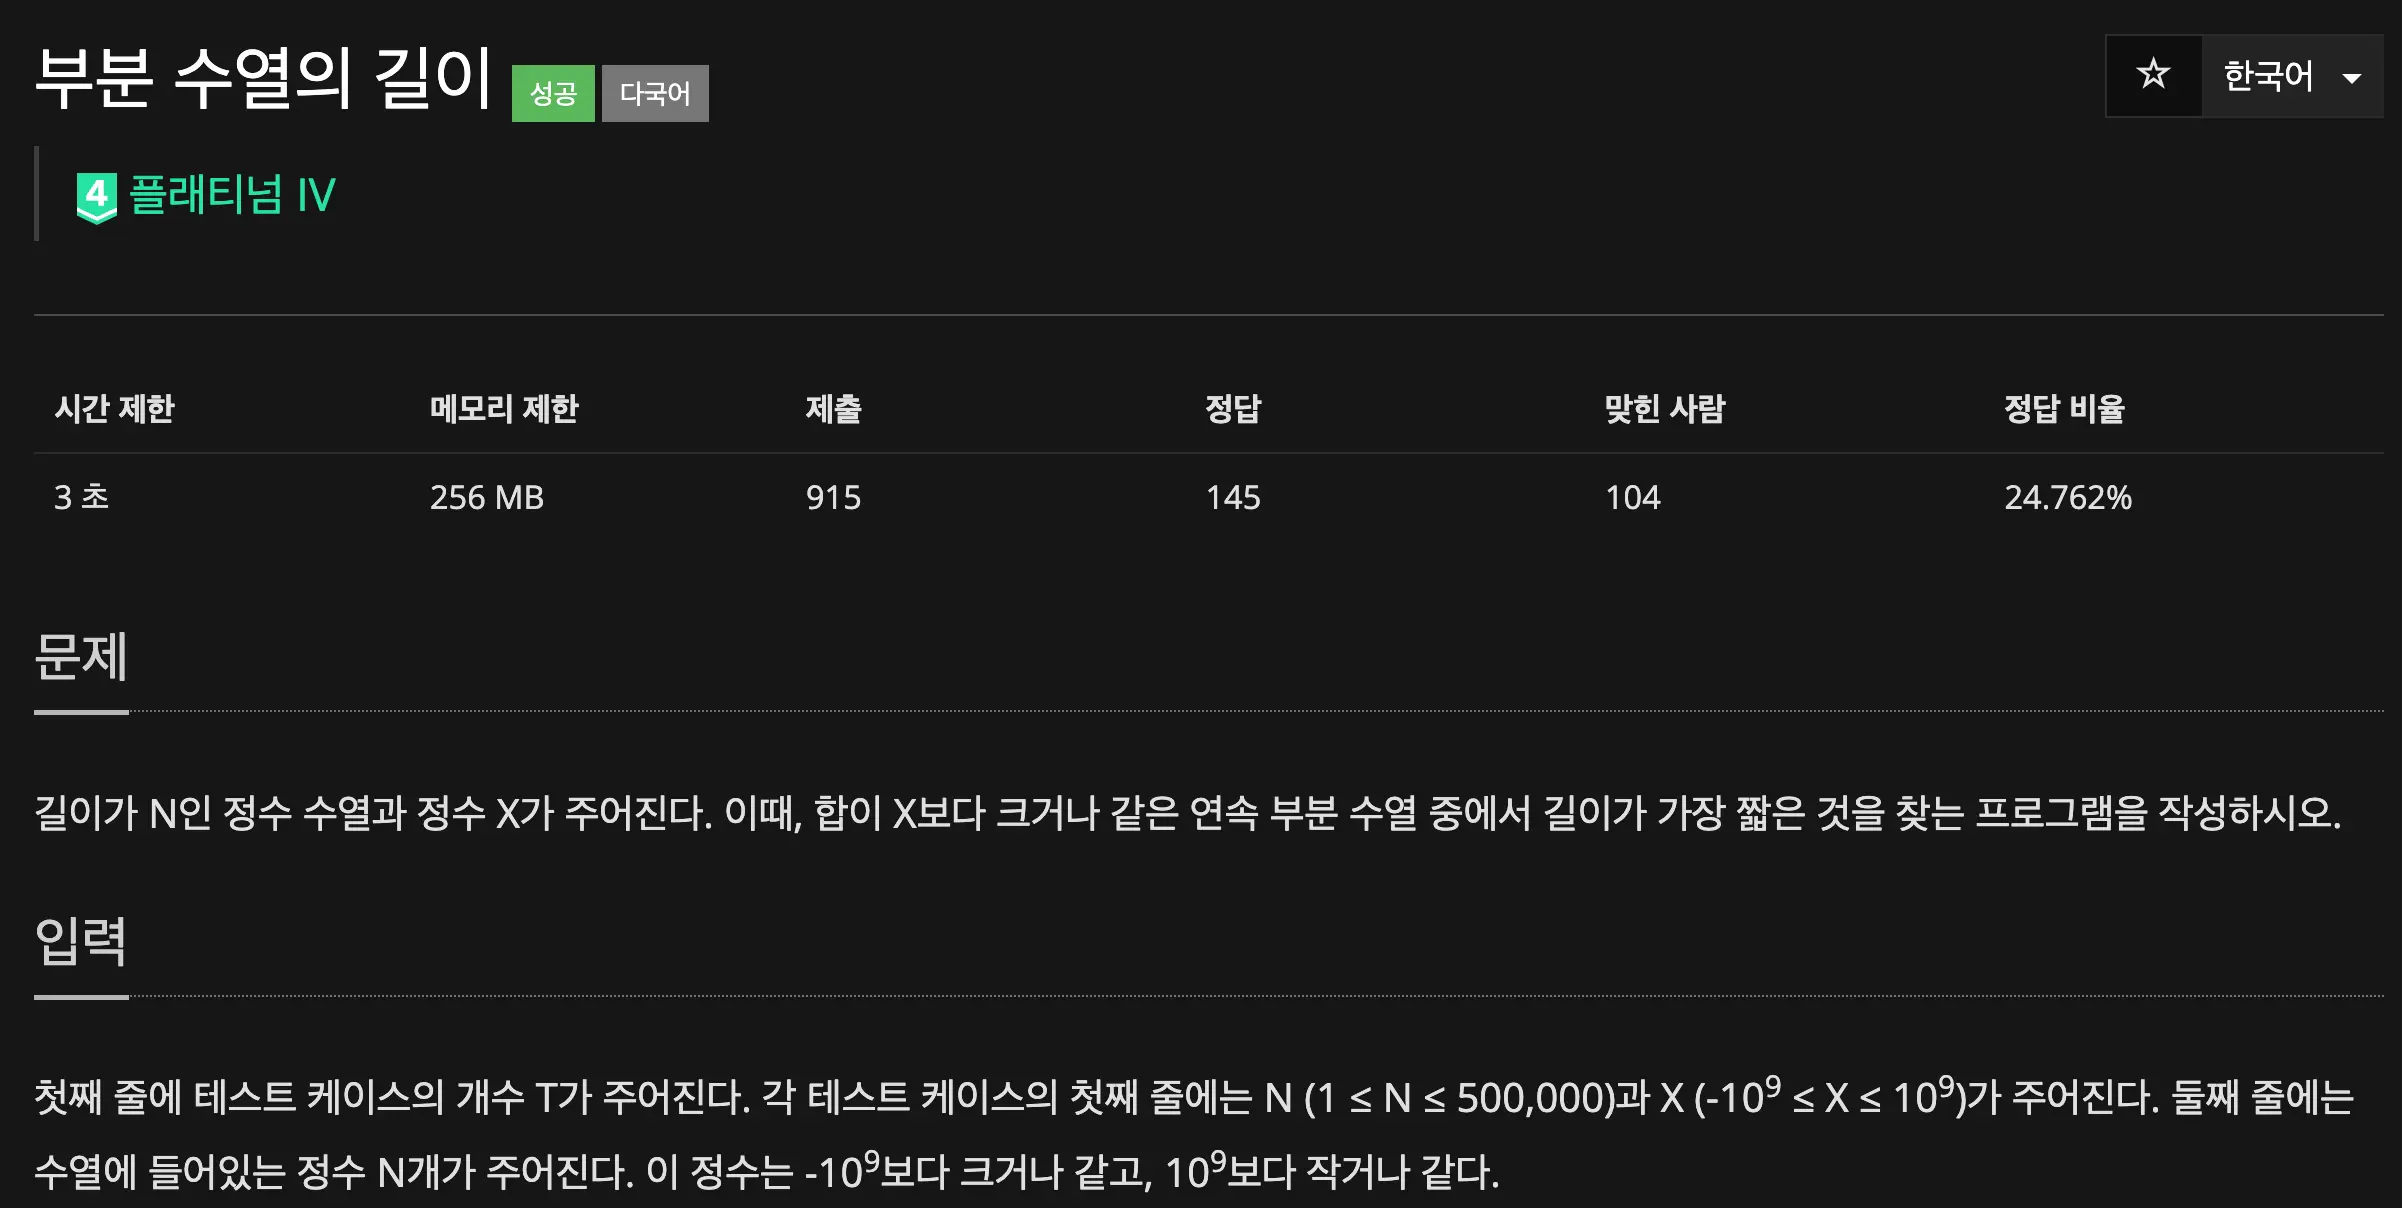 부분 수열의 길이 성공 다국어
☆ 한국어
4 플래티넘 IV
시간 제한 메모리 제한 제출 정답 맞힌 사람 정답 비율
3 초 256 MB 915 145 104 24.762%
문제
길이가 N인 정수 수열과 정수 X가 주어진다. 이때, 합이 X보다 크거나 같은 연속 부분 수열 중에서 길이가 가장 짧은 것을 찾는 프로그램을 작성하시오.
입력
첫째 줄에 테스트 케이스의 개수 T가 주어진다. 각 테스트 케이스의 첫째 줄에는 N (1 ≤ N ≤ 500,000)과 X (-10⁹ ≤ X ≤ 10⁹)가 주어진다. 둘째 줄에는
수열에 들어있는 정수 N개가 주어진다. 이 정수는 -10⁹보다 크거나 같고, 10⁹보다 작거나 같다.